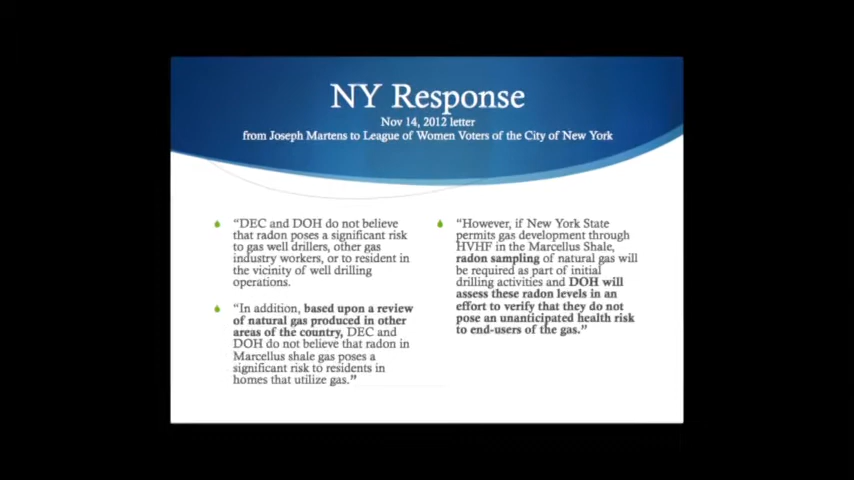 NY Response
Nov 14, 2012 letter
from Joseph Martens to League of Women Voters of the City of New York
“DEC and DOH do not believe
that radon poses a significant risk
to gas well drillers, other gas
industry workers, or to resident in
the vicinity of well drilling
operations.
“In addition, based upon a review
of natural gas produced in other
areas of the country, DEC and
DOH do not believe that radon in
Marcellus shale gas poses a
significant risk to residents in
homes that utilize gas.”
“However, if New York State
permits gas development through
HVHF in the Marcellus Shale,
radon sampling of natural gas will
be required as part of initial
drilling activities and DOH will
assess these radon levels in an
effort to verify that they do not
pose an unanticipated health risk
to end-users of the gas.”